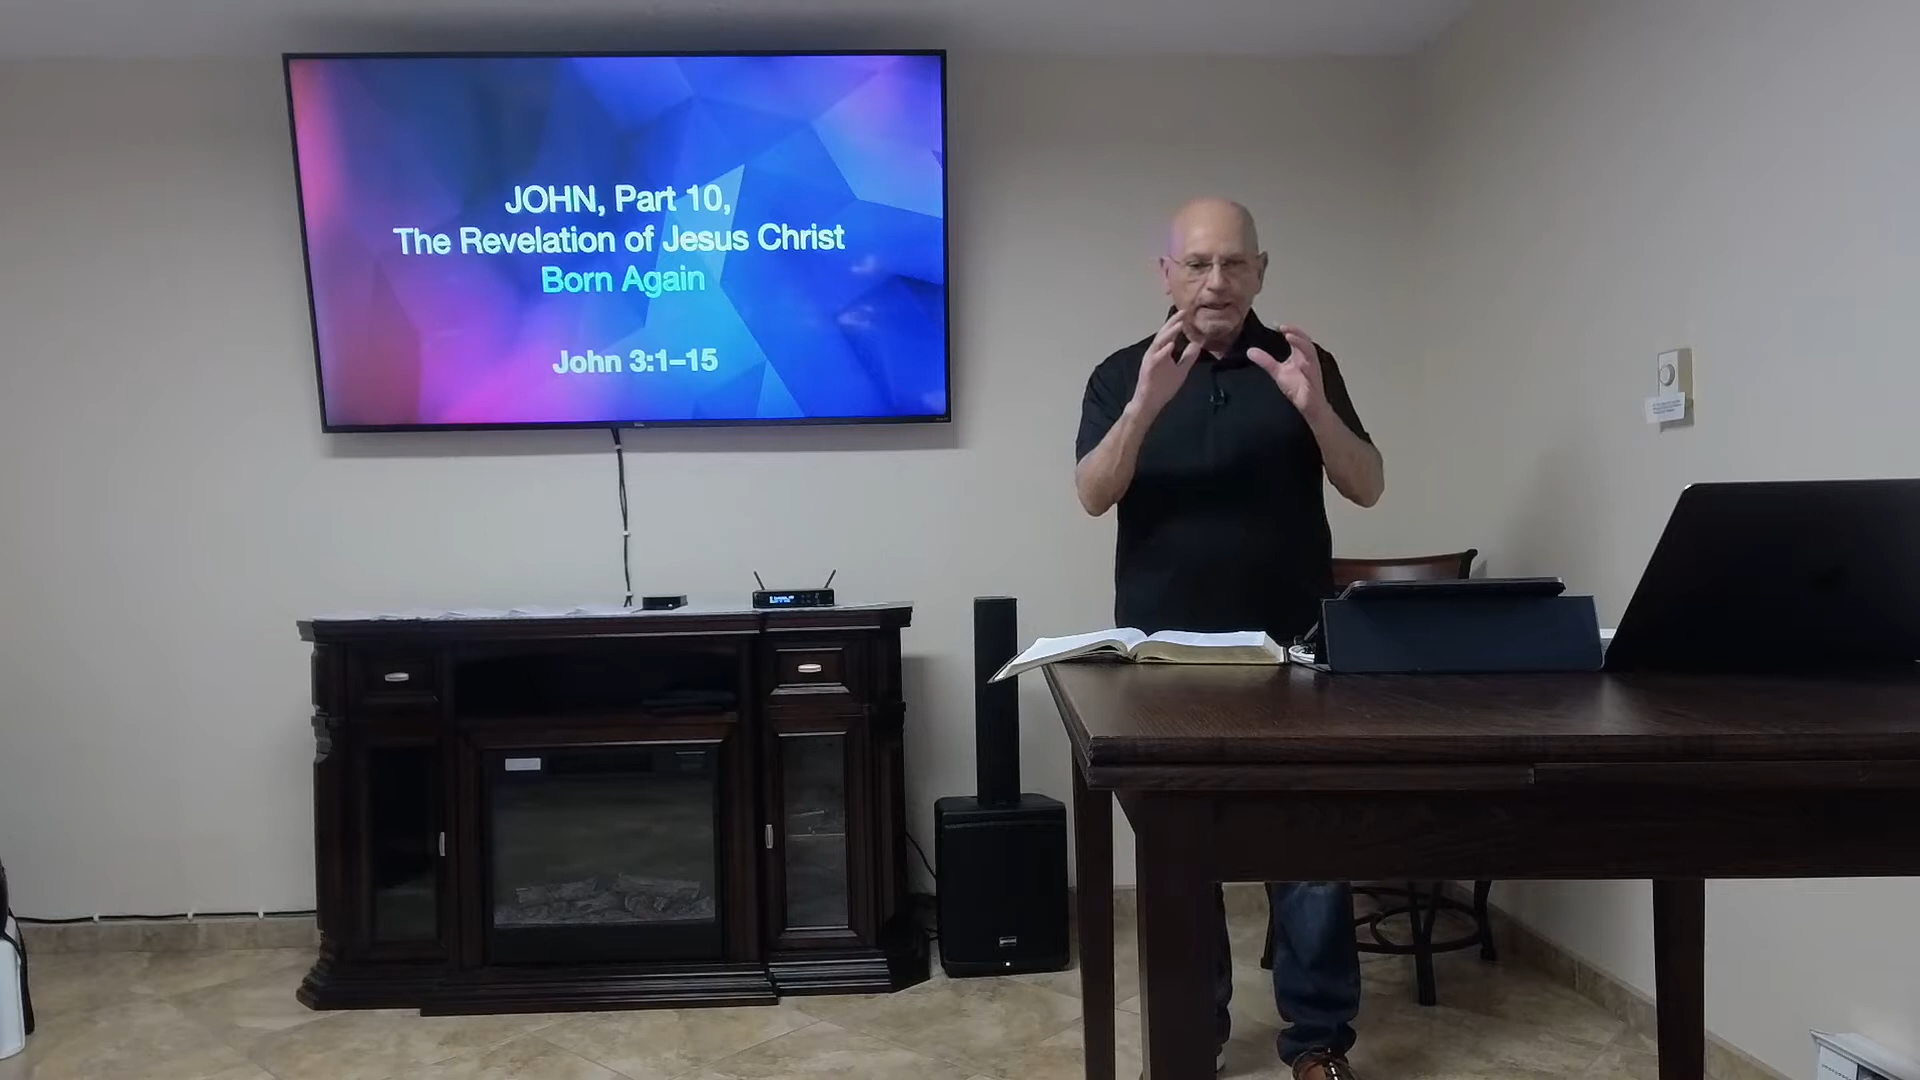 JOHN, Part 10,
The Revelation of Jesus Christ
Born Again
John 3:1–15